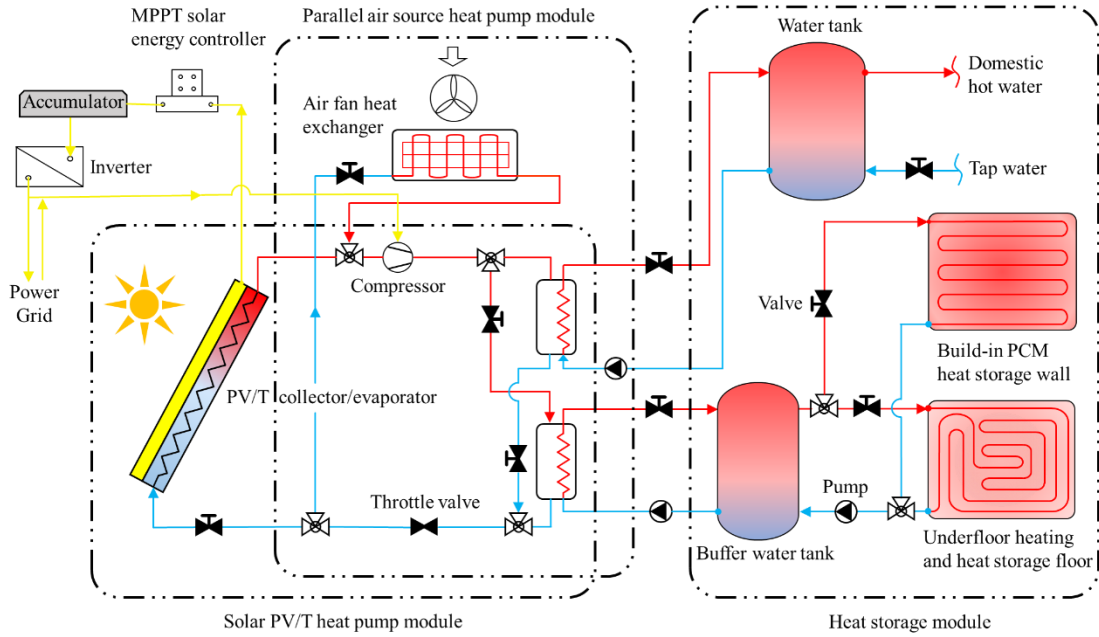 MPPT solar
energy controller
Parallel air source heat pump module
Water tank
Domestic
hot water
Accumulator
Air fan heat
exchanger
Inverter
Tap water
Compressor
Power
Grid
Valve
Build-in PCM
heat storage wall
PV/T collector/evaporator
Throttle valve
Pump
Buffer water tank
Underfloor heating
and heat storage floor
Solar PV/T heat pump module
Heat storage module